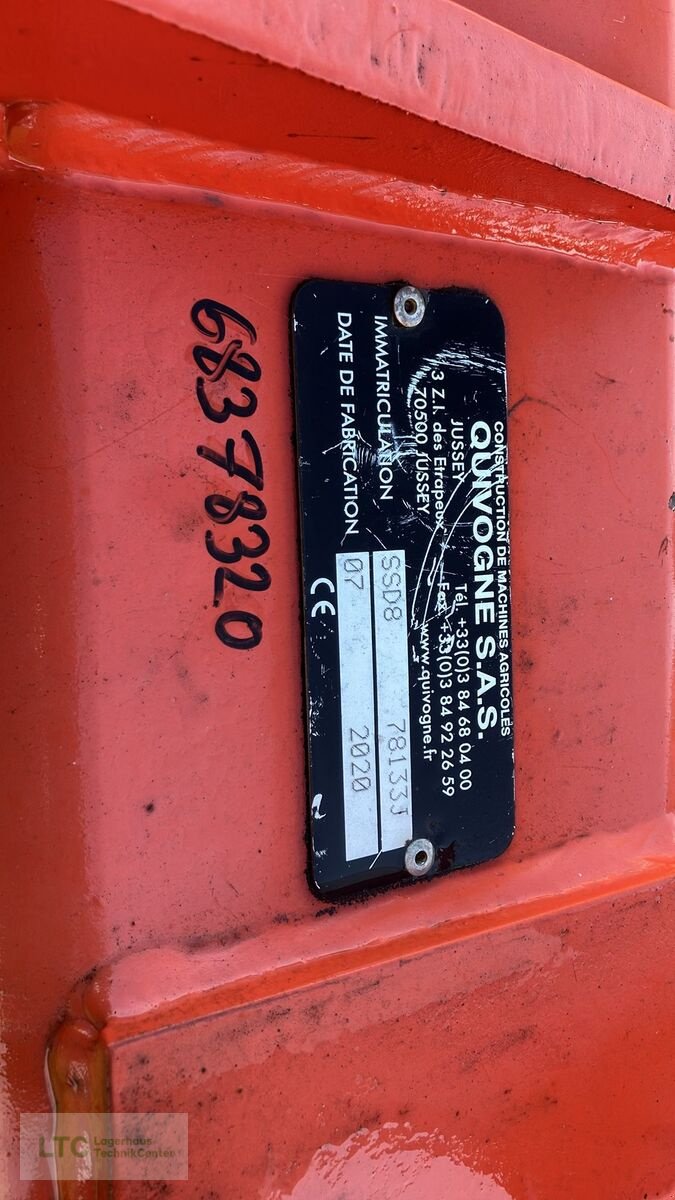 CONSTRUCTION DE MACHINES AGRICOLES
QUIVOGNE S.A.S.
JUSSEY Tél. +33(0)3 84 68 04 00
3 Z.I. des Etrapeux Fax. +33(0)3 84 92 26 59
70500 JUSSEY www.quivogne.fr
IMMATRICULATION SSD8 78133J
DATE DE FABRICATION 07 2020
CE
68378320
LTC Lagerhaus
TechnikCenter